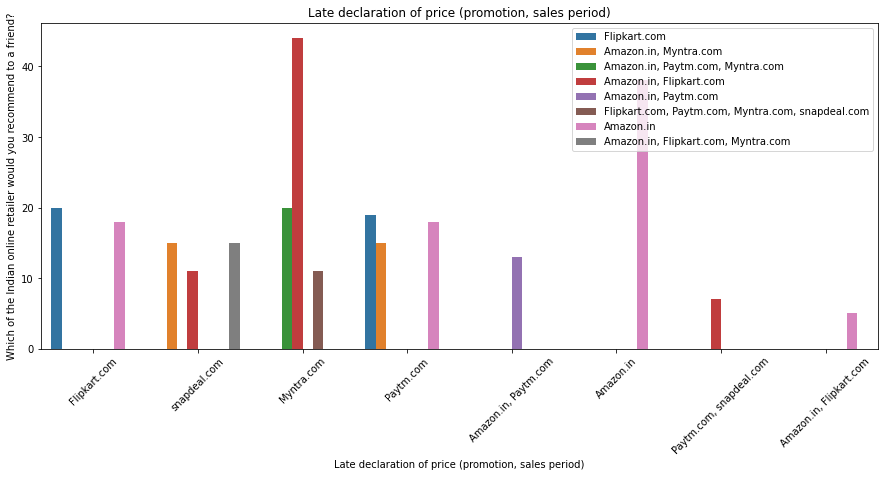 Late declaration of price (promotion, sales period)
Which of the Indian online retailer would you recommend to a friend?
40
30
20
10
0
Flipkart.com
Amazon.in, Myntra.com
Amazon.in, Paytm.com, Myntra.com
Amazon.in, Flipkart.com
Amazon.in, Paytm.com
Flipkart.com, Paytm.com, Myntra.com, snapdeal.com
Amazon.in
Amazon.in, Flipkart.com, Myntra.com
Flipkart.com
snapdeal.com
Myntra.com
Paytm.com
Amazon.in, Paytm.com
Amazon.in
Paytm.com, snapdeal.com
Amazon.in, Flipkart.com
Late declaration of price (promotion, sales period)